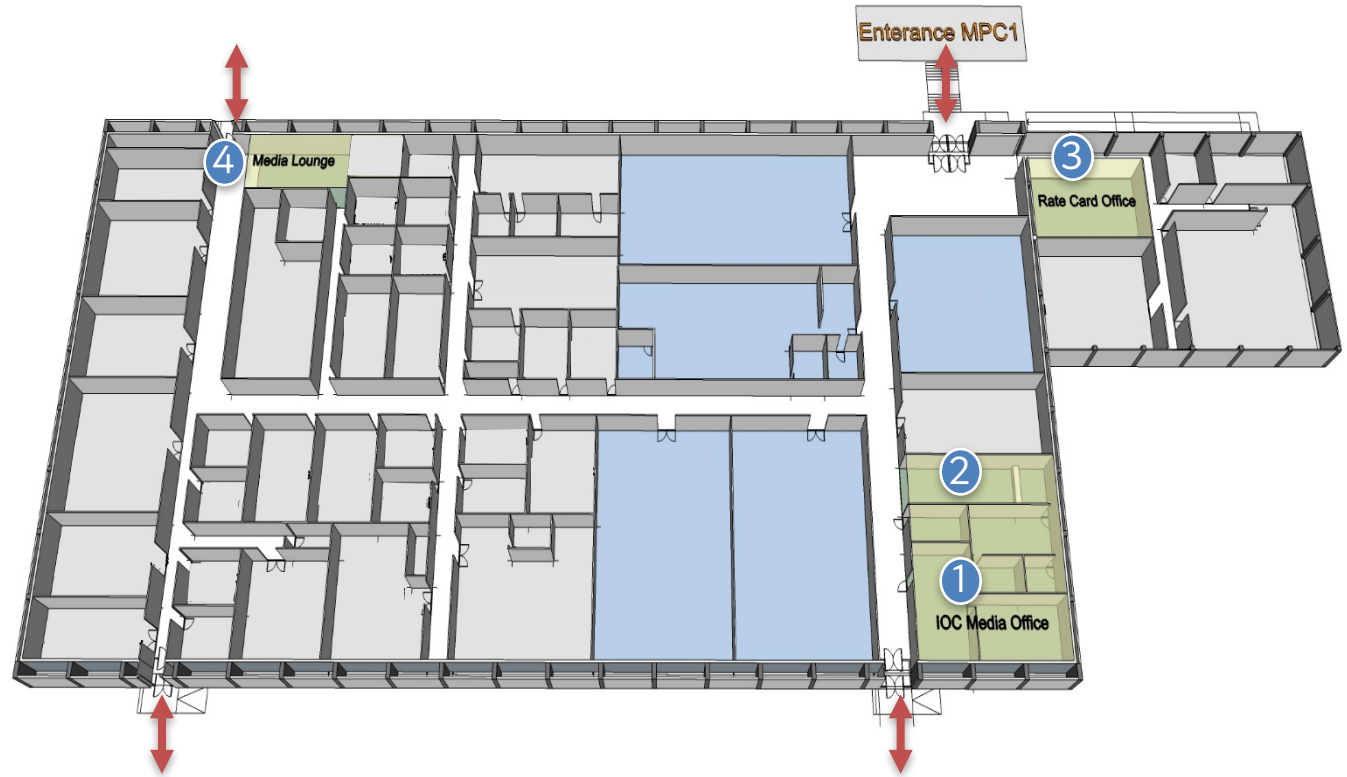 Enterance MPC1
4
Media Lounge
3
Rate Card Office
2
1
IOC Media Office